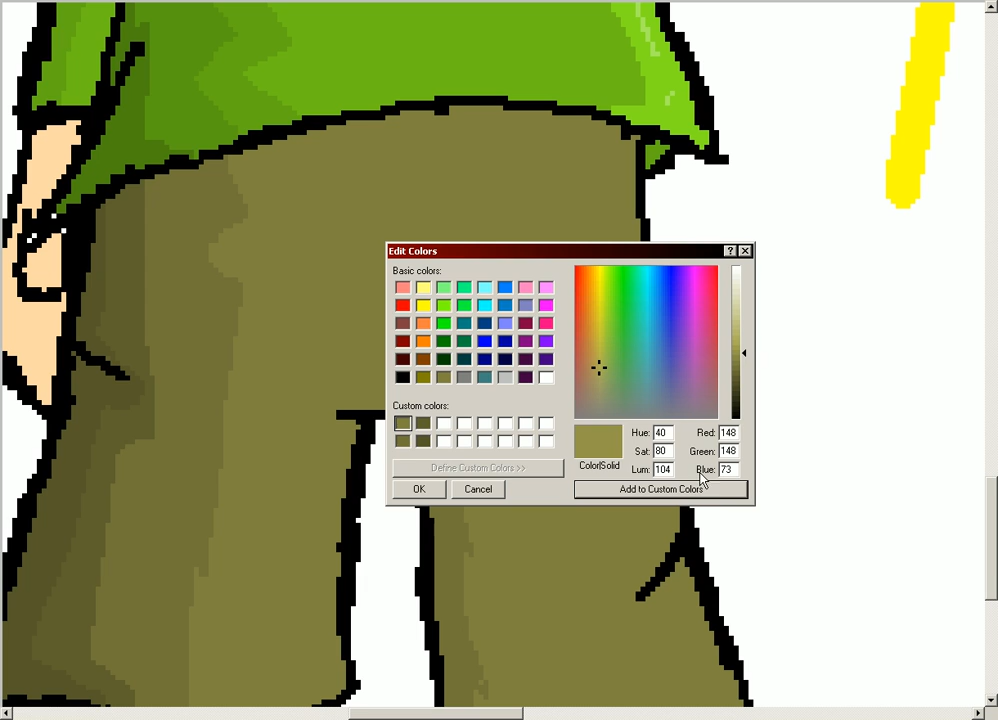 Edit Colors
Basic colors:
Custom colors:
Define Custom Colors >>
OK
Cancel
Color|Solid
Hue: 40
Sat: 80
Lum: 104
Red: 148
Green: 148
Blue: 73
Add to Custom Colors